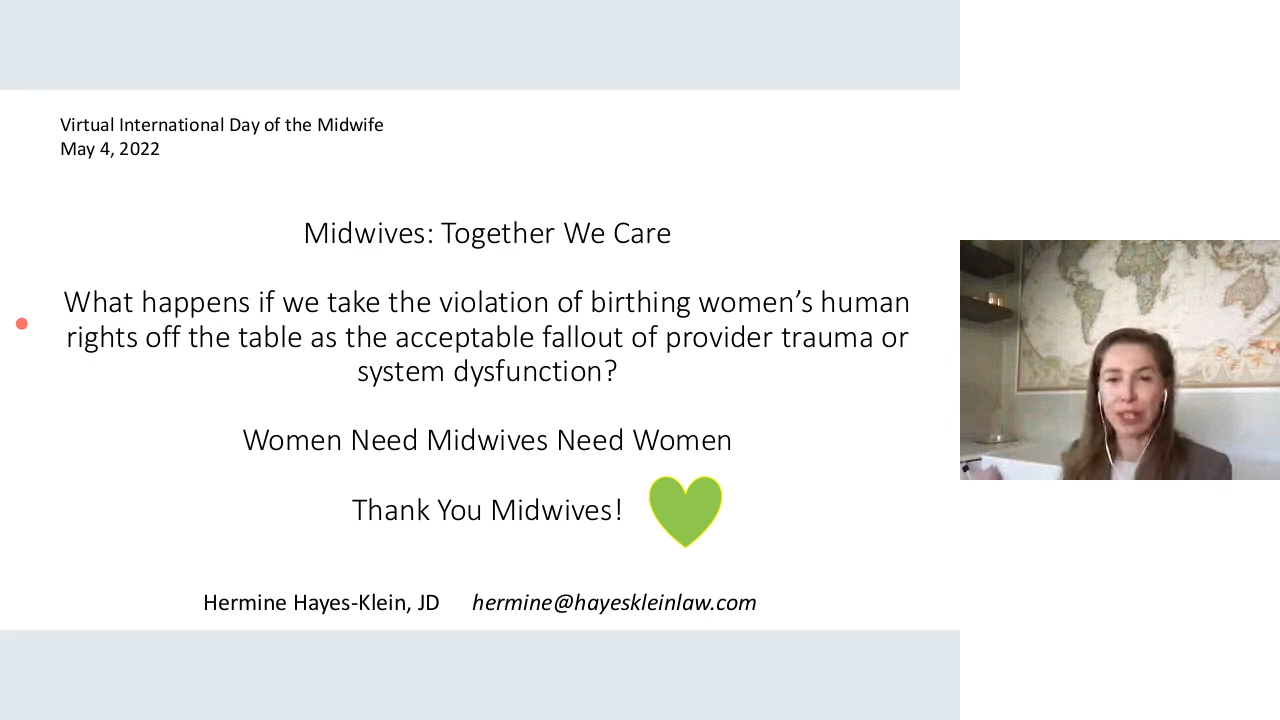 Virtual International Day of the Midwife
May 4, 2022
Midwives: Together We Care
What happens if we take the violation of birthing women’s human
rights off the table as the acceptable fallout of provider trauma or
system dysfunction?
Women Need Midwives Need Women
Thank You Midwives!
Hermine Hayes-Klein, JD hermine@hayeskleinlaw.com